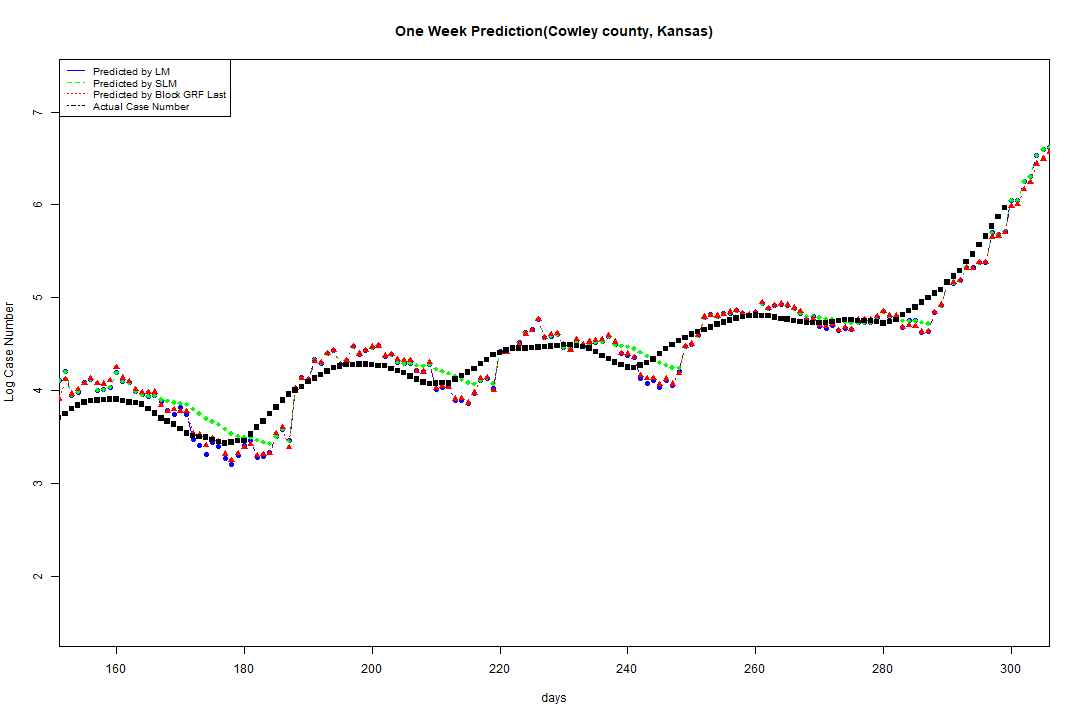 One Week Prediction(Cowley county, Kansas)
Predicted by LM
Predicted by SLM
Predicted by Block GRF Last
Actual Case Number
7
6
5
4
3
2
Log Case Number
160 180 200 220 240 260 280 300
days